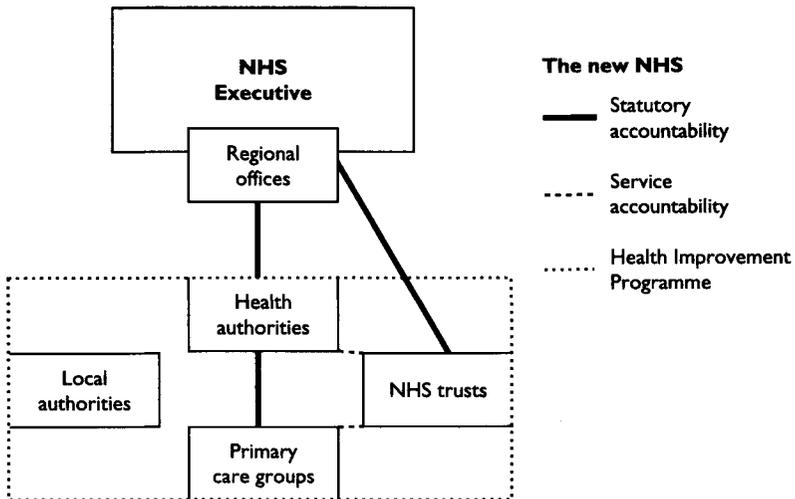 NHS
Executive
Regional
offices
Health
authorities
Local
authorities
NHS trusts
Primary
care groups
The new NHS
Statutory
accountability
Service
accountability
Health Improvement
Programme